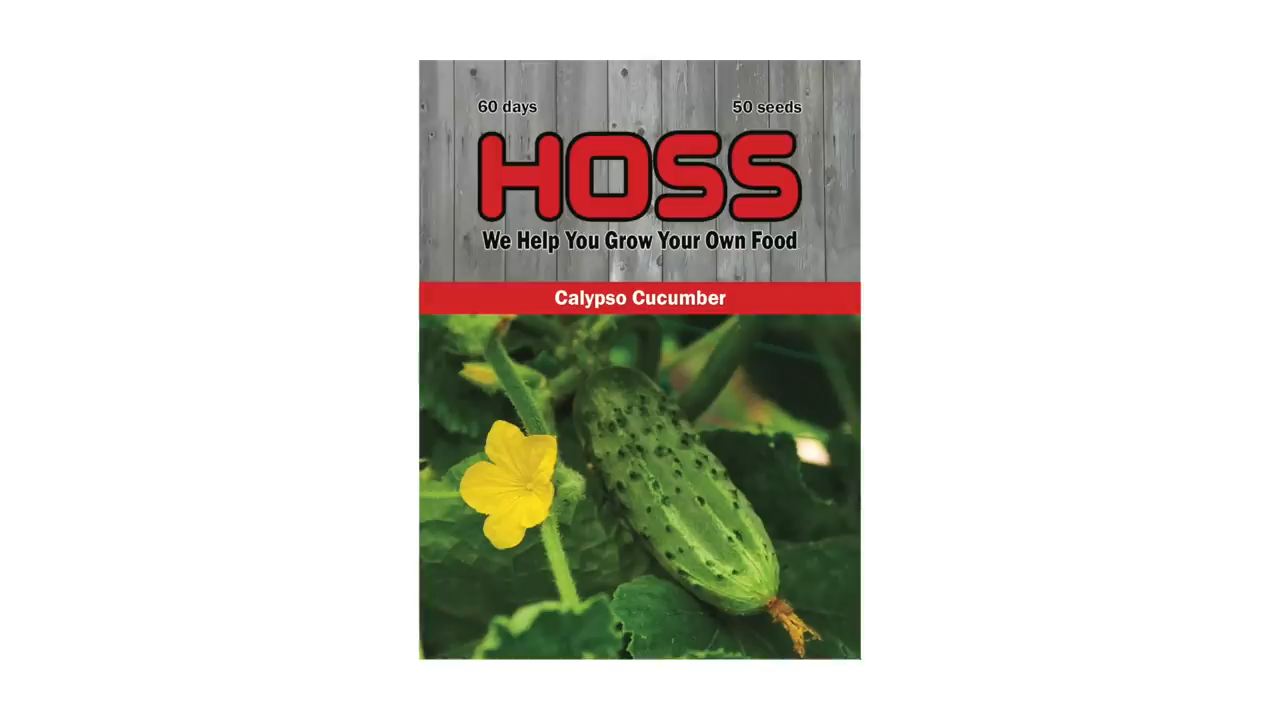 60 days
50 seeds
HOSS
We Help You Grow Your Own Food
Calypso Cucumber